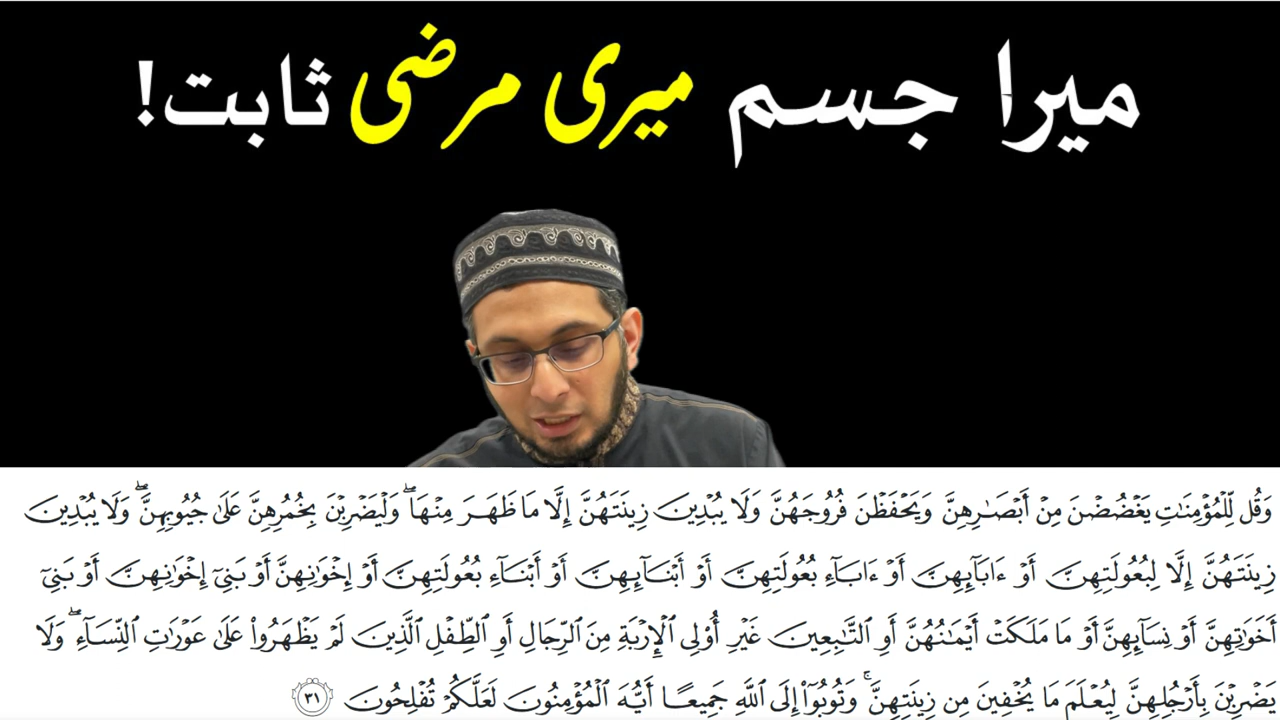 میرا جسم میری مرضی ثابت!
وَقُل لِّلْمُؤْمِنَٰتِ يَغْضُضْنَ مِنْ أَبْصَٰرِهِنَّ وَيَحْفَظْنَ فُرُوجَهُنَّ وَلَا يُبْدِينَ زِينَتَهُنَّ إِلَّا مَا ظَهَرَ مِنْهَا ۖ وَلْيَضْرِبْنَ بِخُمُرِهِنَّ عَلَىٰ جُيُوبِهِنَّ ۖ وَلَا يُبْدِينَ
زِينَتَهُنَّ إِلَّا لِبُعُولَتِهِنَّ أَوْ ءَابَآئِهِنَّ أَوْ ءَابَآءِ بُعُولَتِهِنَّ أَوْ أَبْنَآئِهِنَّ أَوْ أَبْنَآءِ بُعُولَتِهِنَّ أَوْ إِخْوَٰنِهِنَّ أَوْ بَنِىٓ إِخْوَٰنِهِنَّ أَوْ بَنِىٓ
أَخَوَٰتِهِنَّ أَوْ نِسَآئِهِنَّ أَوْ مَا مَلَكَتْ أَيْمَٰنُهُنَّ أَوِ ٱلتَّٰبِعِينَ غَيْرِ أُو۟لِى ٱلْإِرْبَةِ مِنَ ٱلرِّجَالِ أَوِ ٱلطِّفْلِ ٱلَّذِينَ لَمْ يَظْهَرُوا۟ عَلَىٰ عَوْرَٰتِ ٱلنِّسَآءِ ۖ وَلَا
يَضْرِبْنَ بِأَرْجُلِهِنَّ لِيُعْلَمَ مَا يُخْفِينَ مِن زِينَتِهِنَّ ۚ وَتُوبُوٓا۟ إِلَى ٱللَّهِ جَمِيعًا أَيُّهَ ٱلْمُؤْمِنُونَ لَعَلَّكُمْ تُفْلِحُونَ ٣١